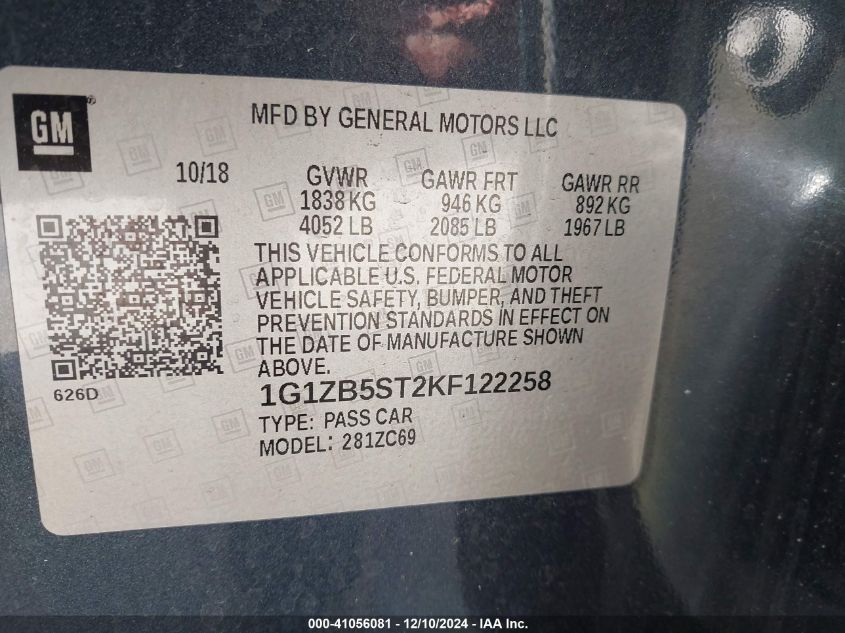 GM
MFD BY GENERAL MOTORS LLC
10/18 GVWR GAWR FRT GAWR RR
1838 KG 946 KG 892 KG
4052 LB 2085 LB 1967 LB
THIS VEHICLE CONFORMS TO ALL
APPLICABLE U.S. FEDERAL MOTOR
VEHICLE SAFETY, BUMPER, AND THEFT
PREVENTION STANDARDS IN EFFECT ON
THE DATE OF MANUFACTURE SHOWN
ABOVE.
626D
1G1ZB5ST2KF122258
TYPE: PASS CAR
MODEL: 281ZC69
000-41056081 - 12/10/2024 - IAA Inc.